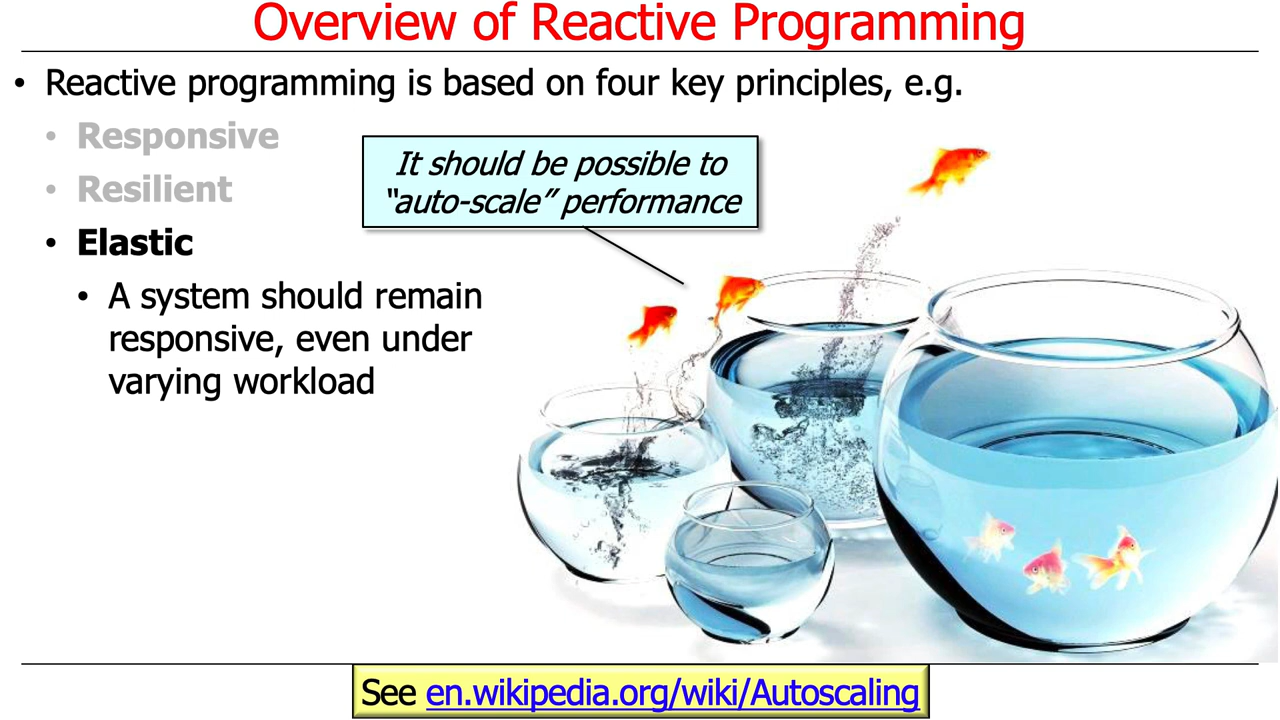 Overview of Reactive Programming
• Reactive programming is based on four key principles, e.g.
• Responsive
• Resilient
• Elastic
• A system should remain
responsive, even under
varying workload
It should be possible to
“auto-scale” performance
See en.wikipedia.org/wiki/Autoscaling